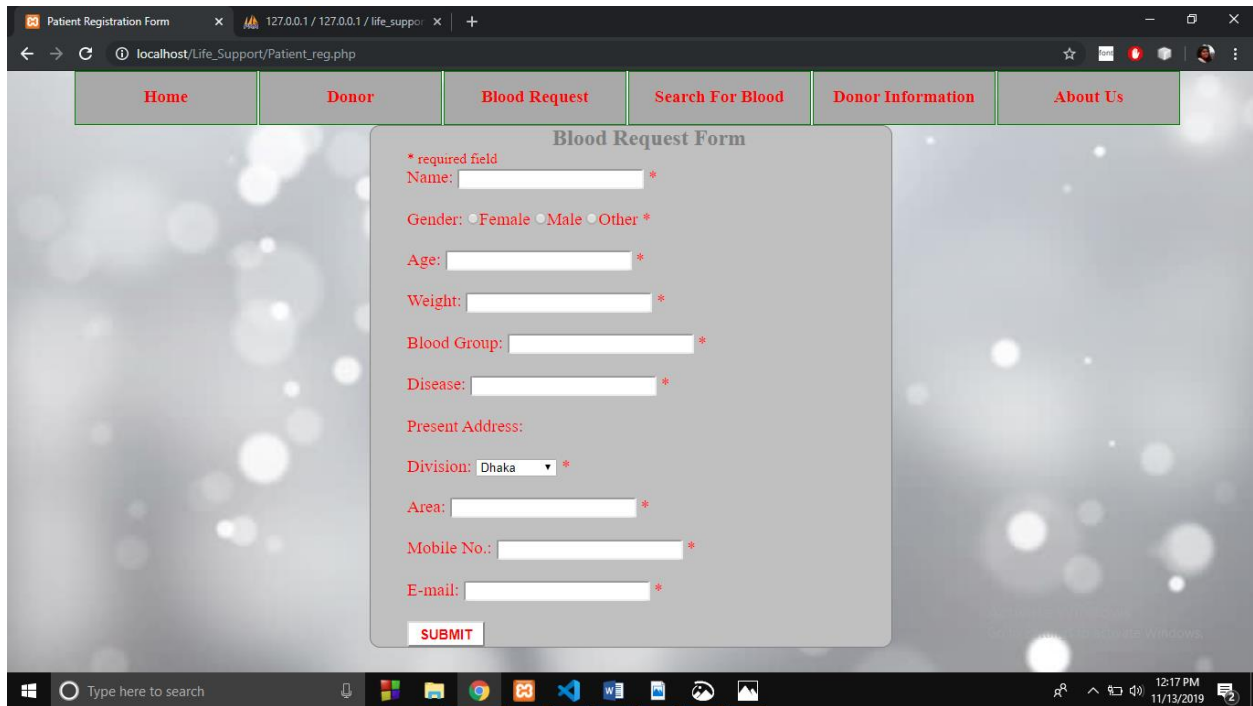 Patient Registration Form
127.0.0.1 / 127.0.0.1 / life_suppor
localhost/Life_Support/Patient_reg.php
font
Home Donor Blood Request Search For Blood Donor Information About Us
Blood Request Form
* required field
Name: *
Gender: Female Male Other *
Age: *
Weight: *
Blood Group: *
Disease: *
Present Address:
Division: Dhaka *
Area: *
Mobile No.: *
E-mail: *
SUBMIT
Windows.
Type here to search
12:17 PM
11/13/2019
2